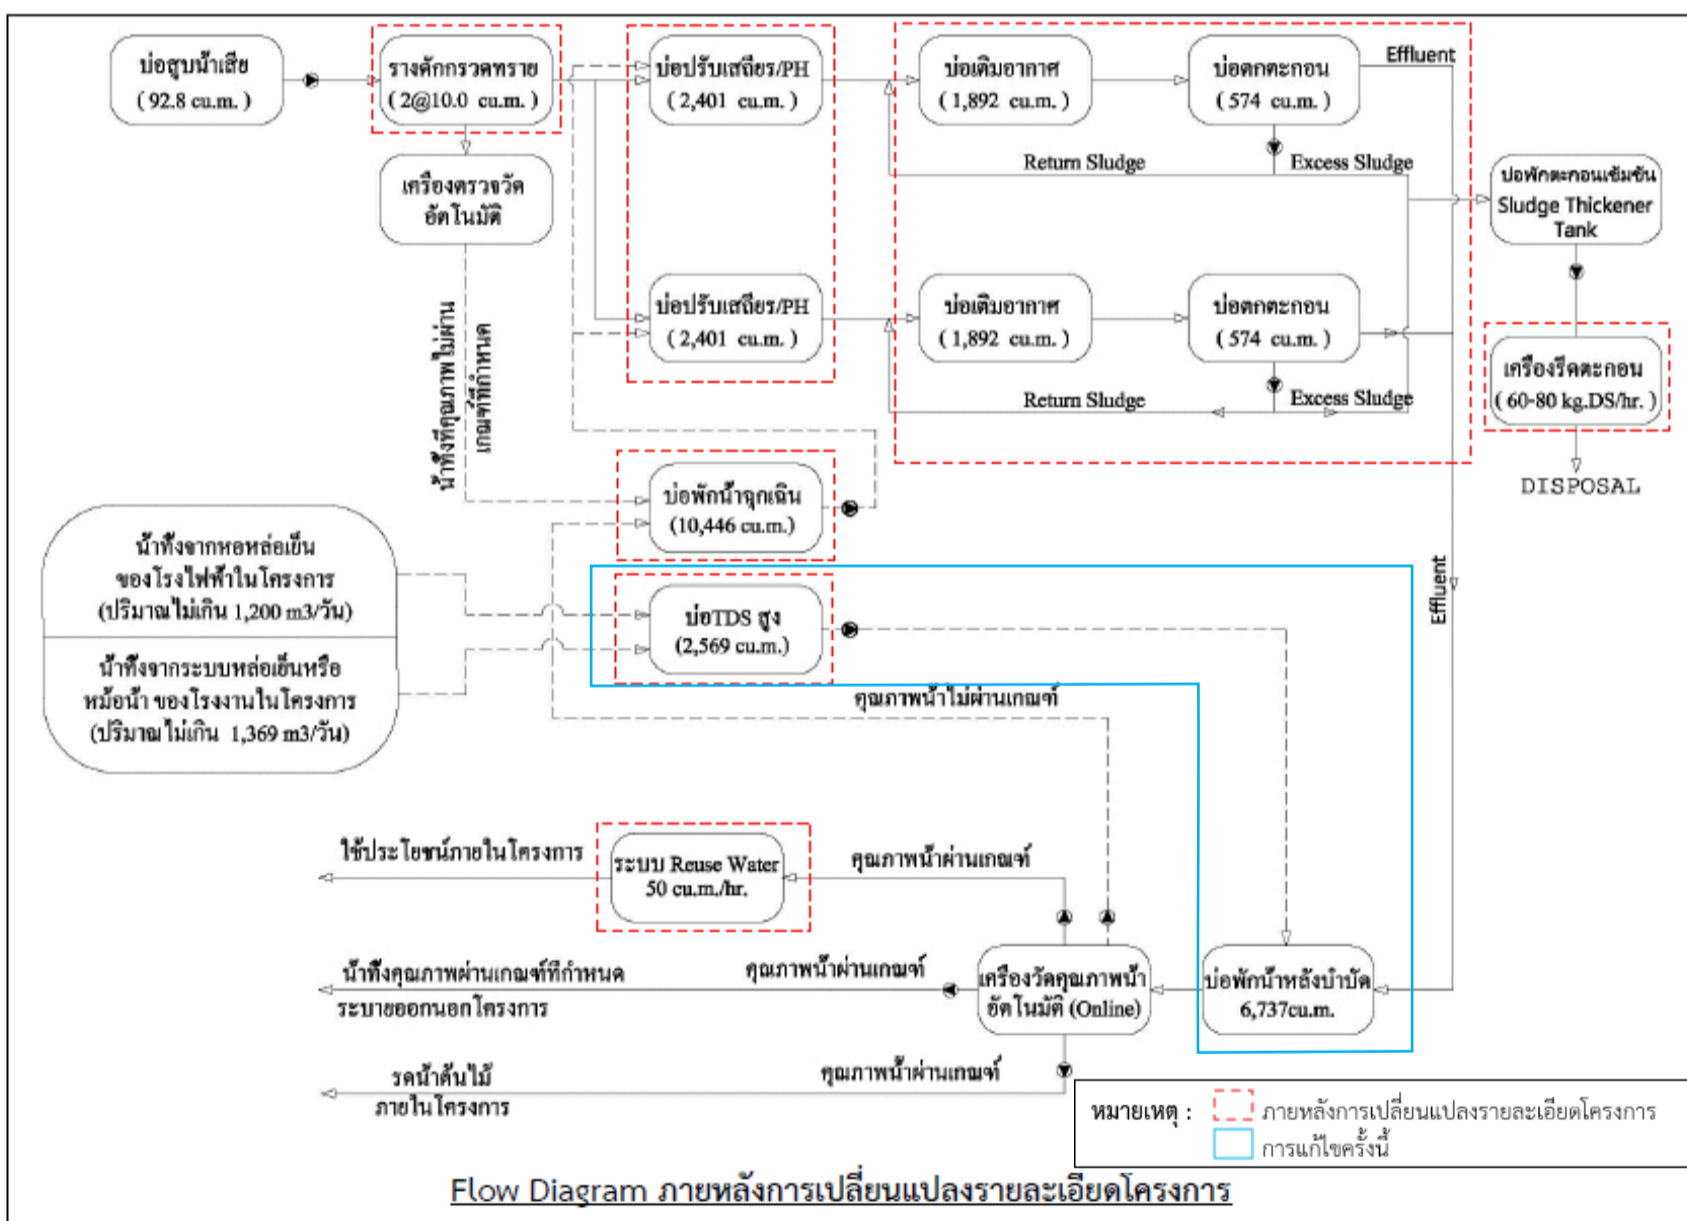 บ่อสูบน้ำเสีย
( 92.8 cu.m. )
รางดักกรวดทราย
( 2@10.0 cu.m. )
บ่อปรับเสถียร/PH
( 2,401 cu.m. )
บ่อเติมอากาศ
( 1,892 cu.m. )
บ่อตกตะกอน
( 574 cu.m. )
Effluent
เครื่องตรวจวัด
อัตโนมัติ
Return Sludge
Excess Sludge
บ่อพักตะกอนเข้มข้น
Sludge Thickener
Tank
น้ำทิ้งที่คุณภาพไม่ผ่าน
เกณฑ์ที่กำหนด
บ่อปรับเสถียร/PH
( 2,401 cu.m. )
บ่อเติมอากาศ
( 1,892 cu.m. )
บ่อตกตะกอน
( 574 cu.m. )
Return Sludge
Excess Sludge
เครื่องรีดตะกอน
( 60-80 kg.DS/hr. )
DISPOSAL
บ่อพักน้ำฉุกเฉิน
(10,446 cu.m.)
น้ำทิ้งจากหอหล่อเย็น
ของโรงไฟฟ้าในโครงการ
(ปริมาณไม่เกิน 1,200 m3/วัน)
น้ำทิ้งจากระบบหล่อเย็นหรือ
หม้อน้ำ ของโรงงานในโครงการ
(ปริมาณไม่เกิน 1,369 m3/วัน)
บ่อTDS สูง
(2,569 cu.m.)
Effluent
คุณภาพน้ำไม่ผ่านเกณฑ์
ใช้ประโยชน์ภายในโครงการ
ระบบ Reuse Water
50 cu.m./hr.
คุณภาพน้ำผ่านเกณฑ์
น้ำทิ้งคุณภาพผ่านเกณฑ์ที่กำหนด
ระบายออกนอกโครงการ
คุณภาพน้ำผ่านเกณฑ์
เครื่องวัดคุณภาพน้ำ
อัตโนมัติ (Online)
บ่อพักน้ำหลังบำบัด
6,737cu.m.
รดน้ำต้นไม้
ภายในโครงการ
คุณภาพน้ำผ่านเกณฑ์
หมายเหตุ : ภายหลังการเปลี่ยนแปลงรายละเอียดโครงการ
การแก้ไขครั้งนี้
Flow Diagram ภายหลังการเปลี่ยนแปลงรายละเอียดโครงการ